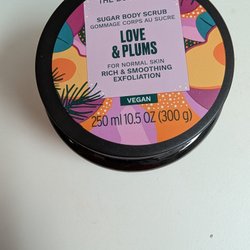 THE
SUGAR BODY SCRUB
GOMMAGE CORPS AU SUCRE
LOVE
& PLUMS
FOR NORMAL SKIN
RICH & SMOOTHING
EXFOLIATION
VEGAN
250 ml 10.5 OZ (300 g)